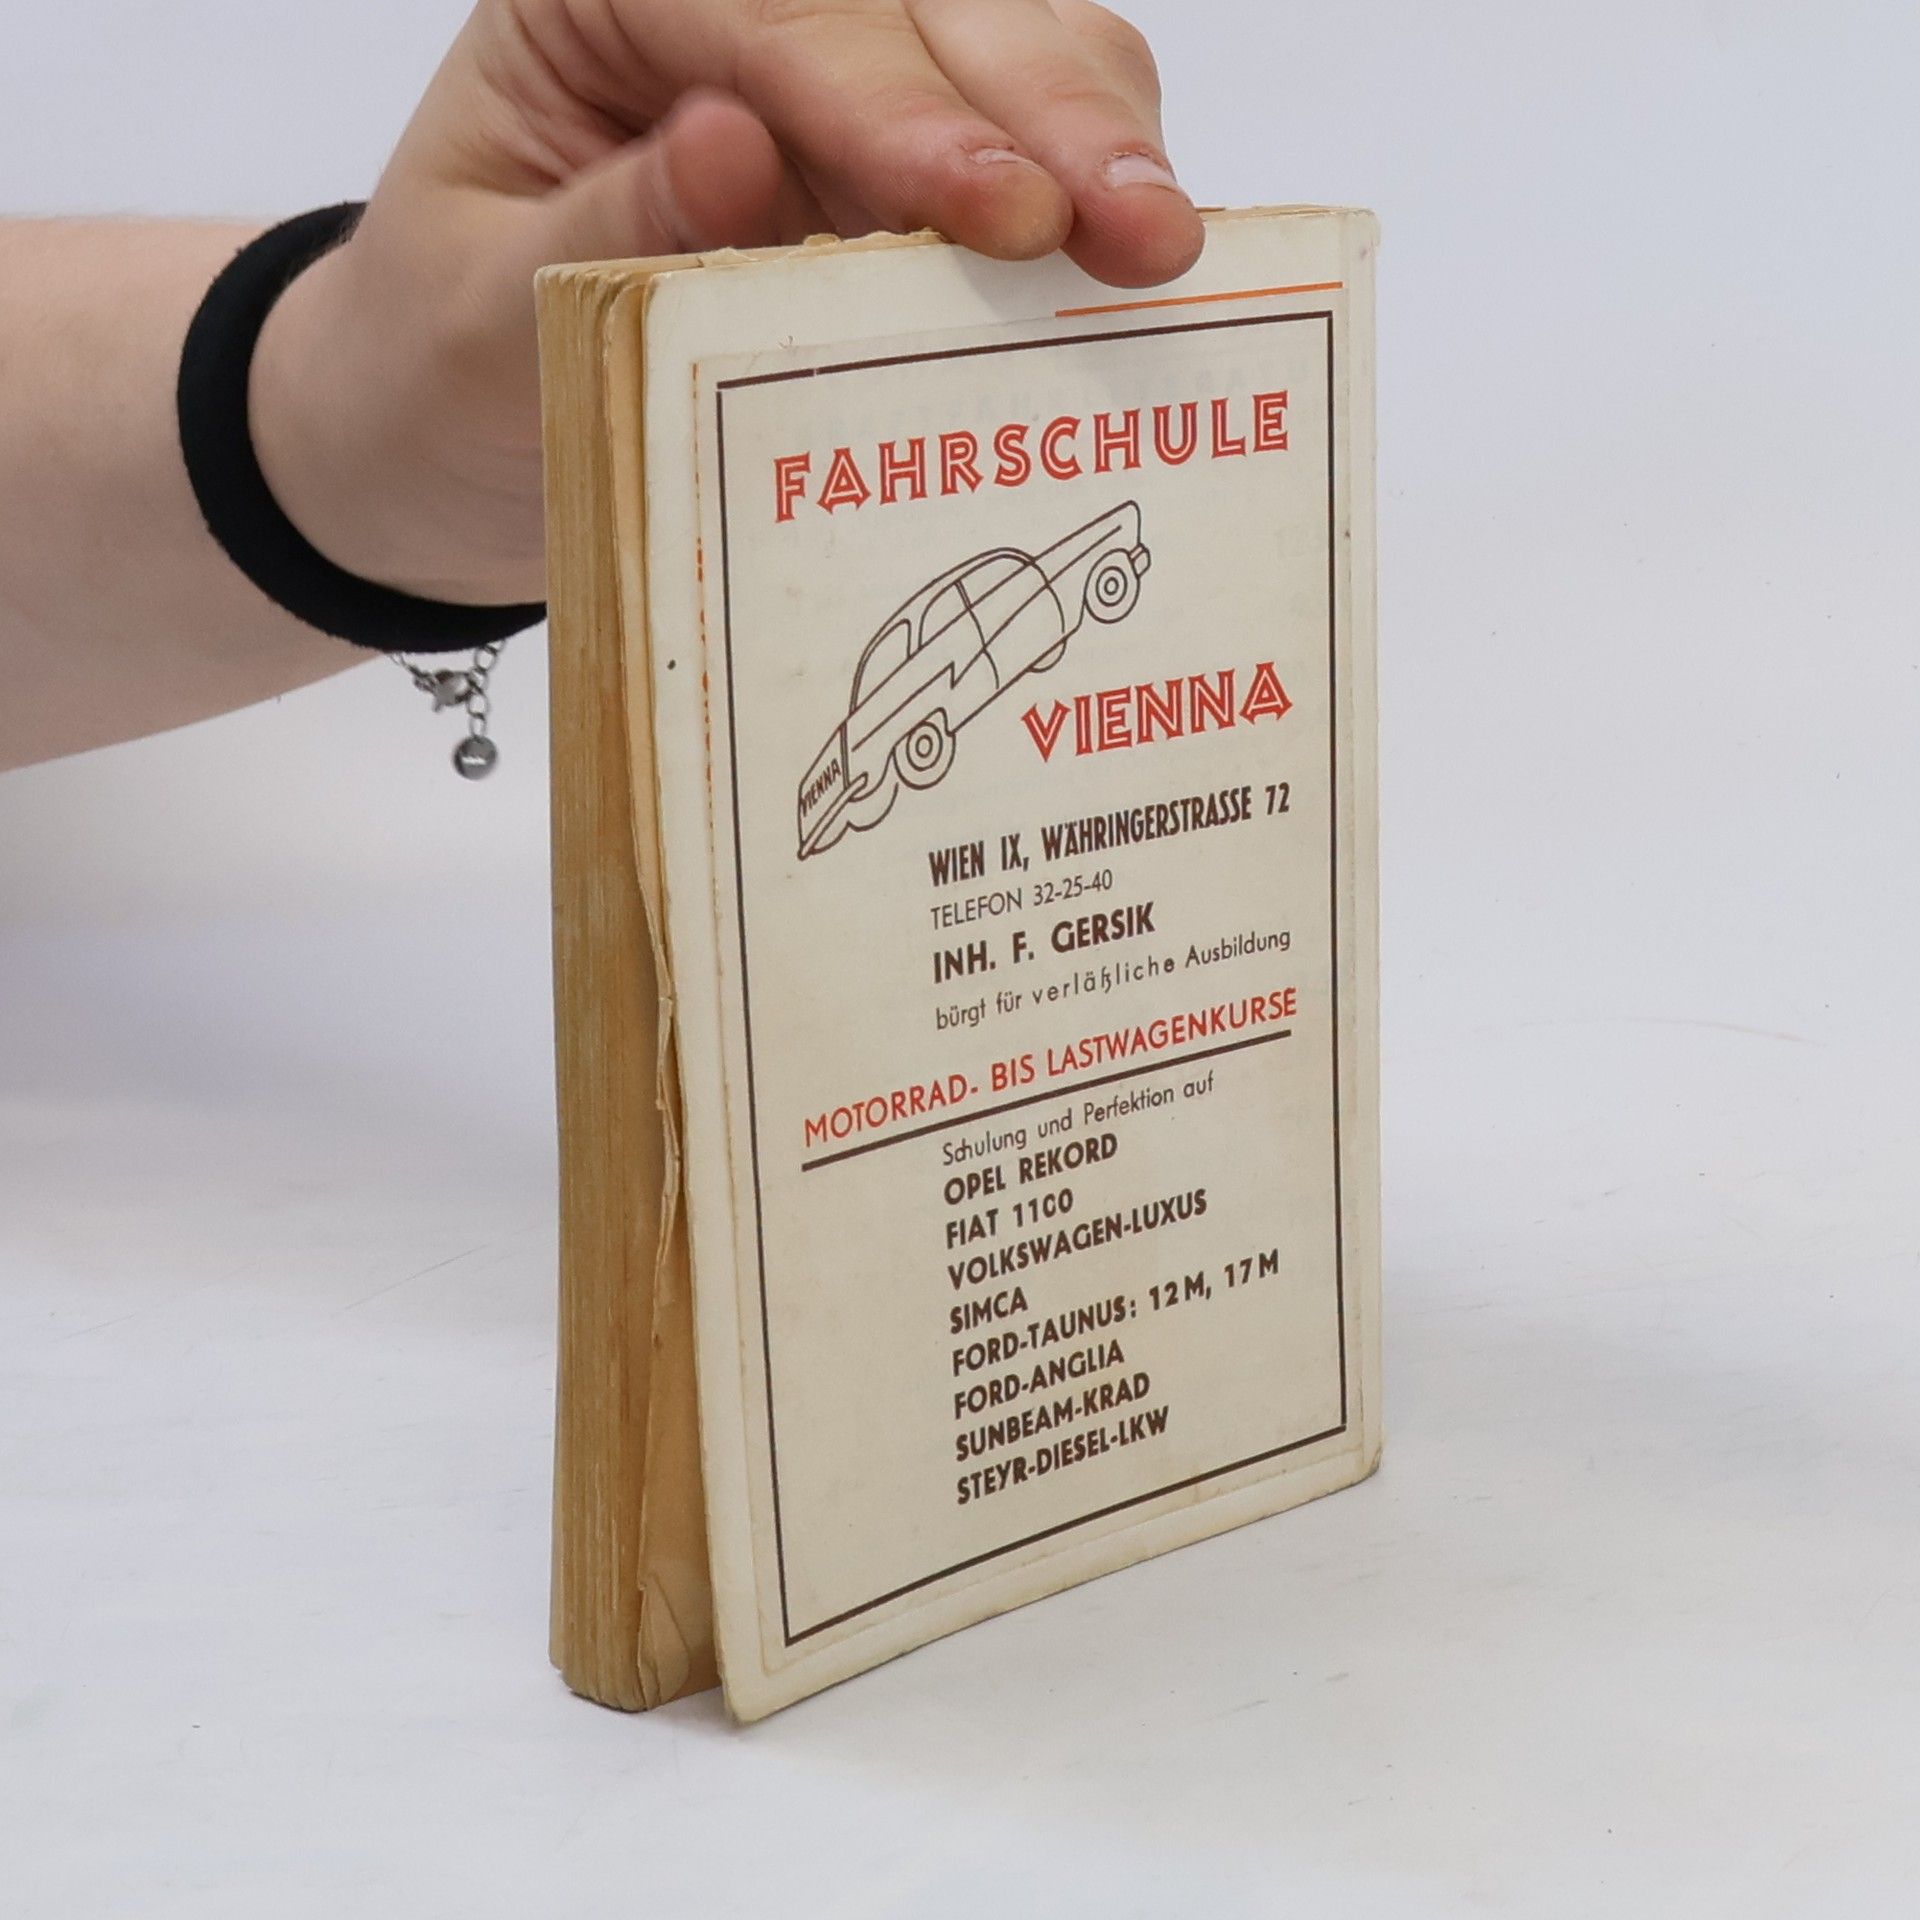 FAHRSCHULE
VIENNA
VIENNA
WIEN IX, WÄHRINGERSTRASSE 72
TELEFON 32-25-40
INH. F. GERSIK
bürgt für verläßliche Ausbildung
MOTORRAD- BIS LASTWAGENKURSE
Schulung und Perfektion auf
OPEL REKORD
FIAT 1100
VOLKSWAGEN-LUXUS
SIMCA
FORD-TAUNUS: 12 M, 17 M
FORD-ANGLIA
SUNBEAM-KRAD
STEYR-DIESEL-LKW